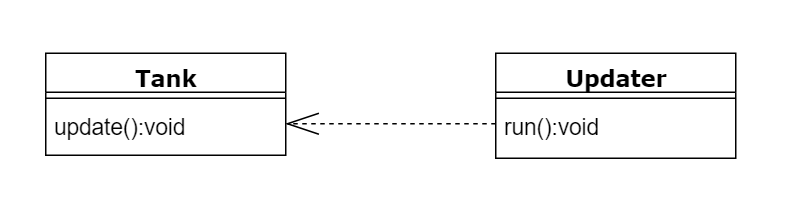 Tank
update():void
Updater
run():void